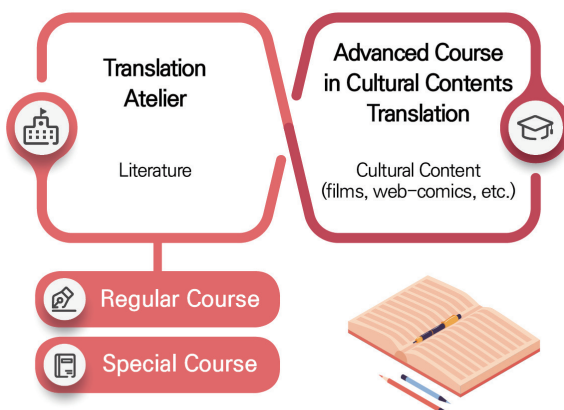 Translation
Atelier
Literature
Regular Course
Special Course
Advanced Course
in Cultural Contents
Translation
Cultural Content
(films, web-comics, etc.)